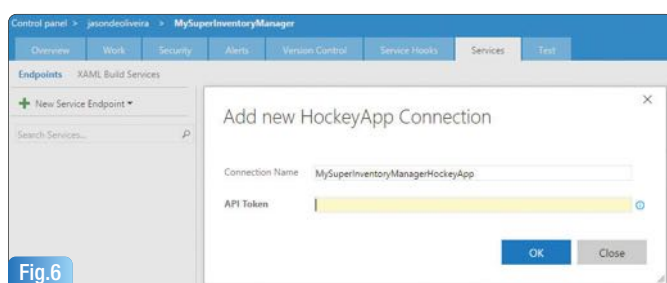 Control panel > jasondeoliveira > MySuperInventoryManager
Overview Work Security Alerts Version Control Service Hooks Services Test
Endpoints XAML Build Services
New Service Endpoint
Search Services...
Add new HockeyApp Connection
Connection Name MySuperInventoryManagerHockeyApp
API Token
OK Close
Fig.6